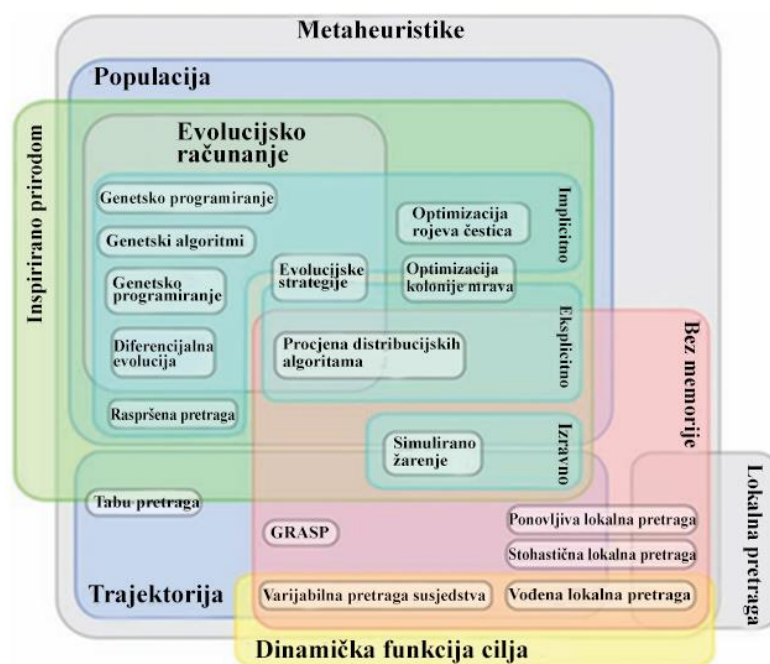 Metaheuristike
Populacija
Inspirirano prirodom
Evolucijsko
računanje
Genetsko programiranje
Implicitno
Optimizacija
rojeva čestica
Genetski algoritmi
Evolucijske
strategije
Optimizacija
kolonije mrava
Genetsko
programiranje
Eksplicitno
Bez memorije
Diferencijalna
evolucija
Procjena distribucijskih
algoritama
Raspršena pretraga
Simulirano
žarenje
Izravno
Lokalna pretraga
Tabu pretraga
GRASP
Ponovljiva lokalna pretraga
Stohastična lokalna pretraga
Trajektorija
Varijabilna pretraga susjedstva
Vođena lokalna pretraga
Dinamička funkcija cilja